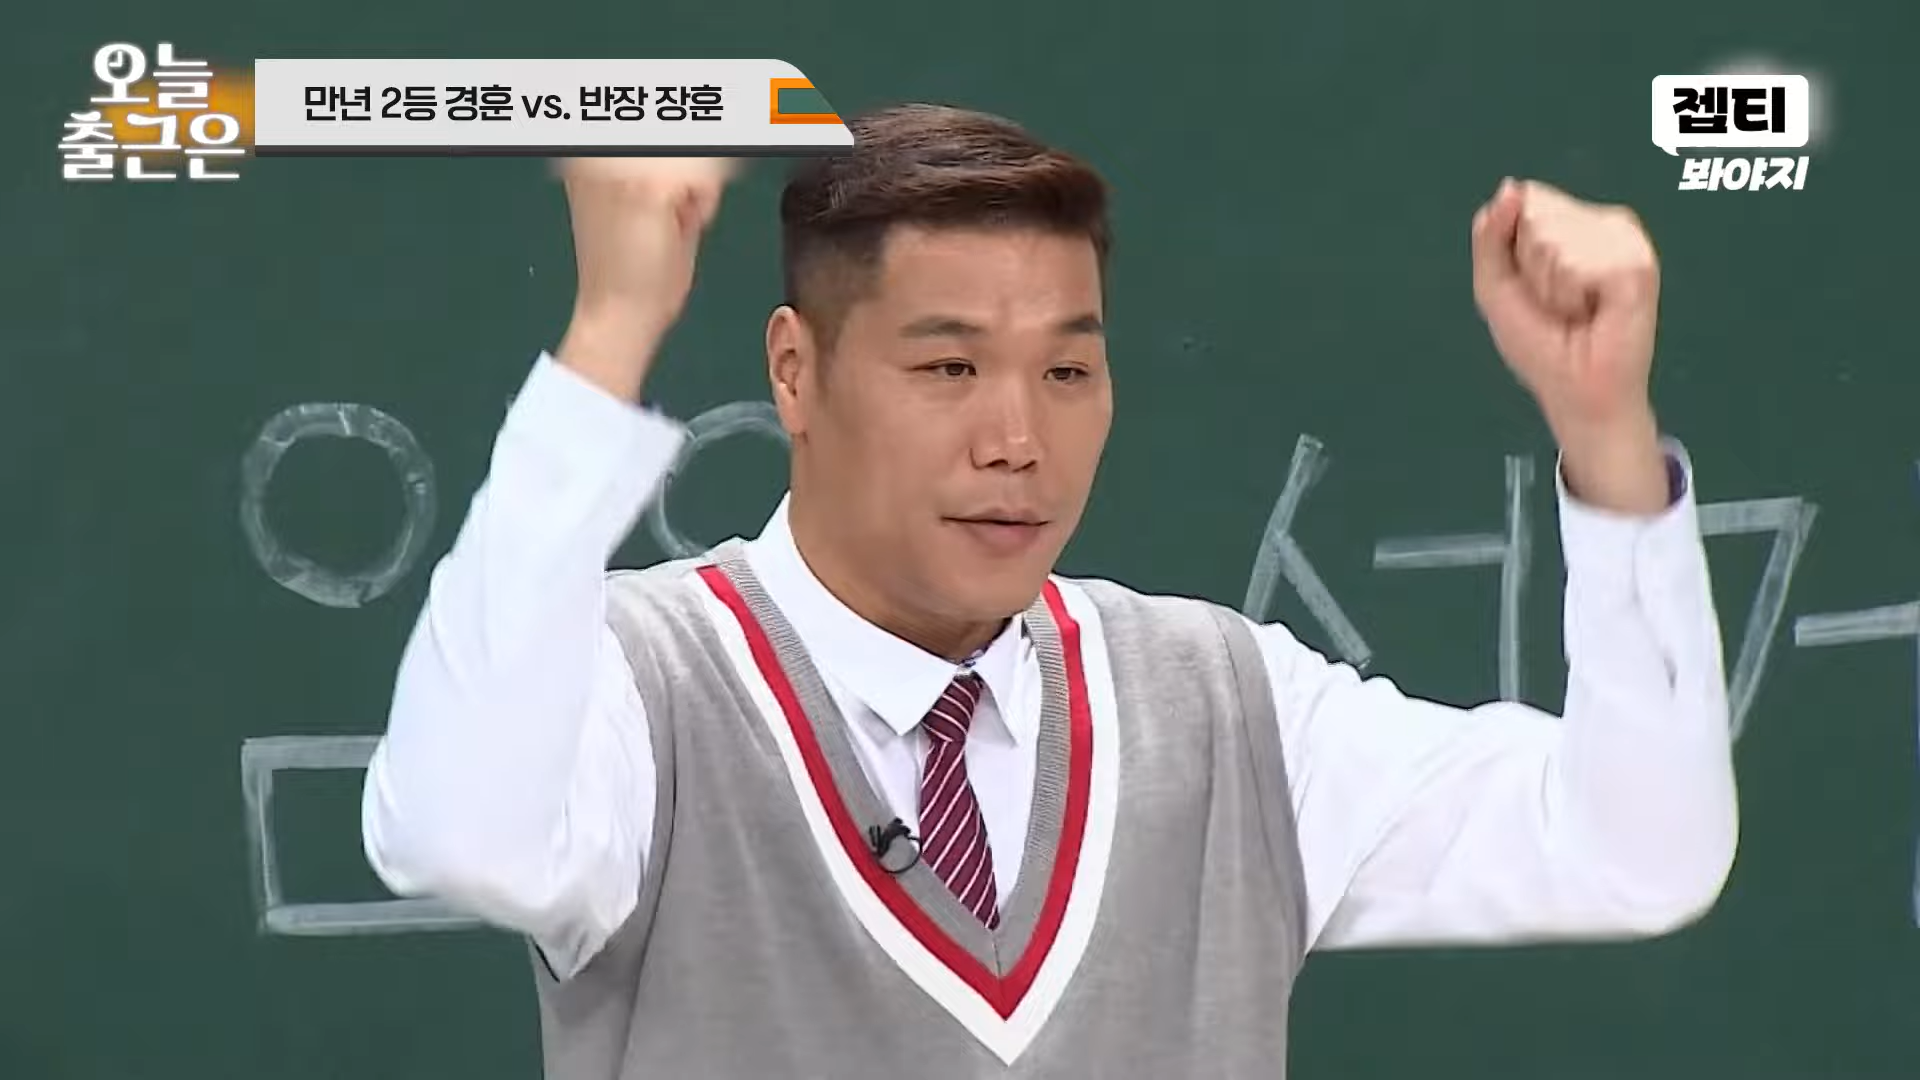 오늘
출근은
만년 2등 경훈 vs. 반장 장훈
젭티
봐야지